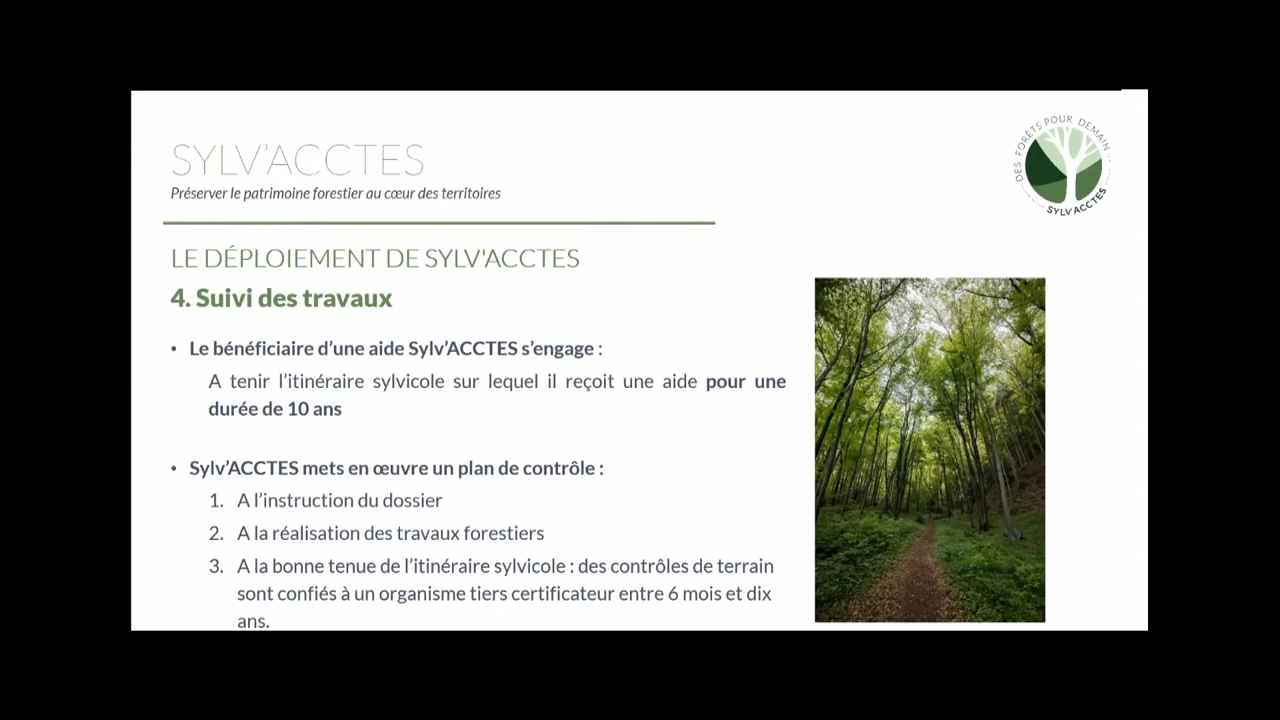 SYLV'ACCTES
Préserver le patrimoine forestier au cœur des territoires
DES FORÊTS POUR DEMAIN
SYLV'ACCTES
LE DÉPLOIEMENT DE SYLV'ACCTES
4. Suivi des travaux
• Le bénéficiaire d’une aide Sylv’ACCTES s’engage :
A tenir l’itinéraire sylvicole sur lequel il reçoit une aide pour une
durée de 10 ans
• Sylv’ACCTES mets en œuvre un plan de contrôle :
1. A l’instruction du dossier
2. A la réalisation des travaux forestiers
3. A la bonne tenue de l’itinéraire sylvicole : des contrôles de terrain
sont confiés à un organisme tiers certificateur entre 6 mois et dix
ans.